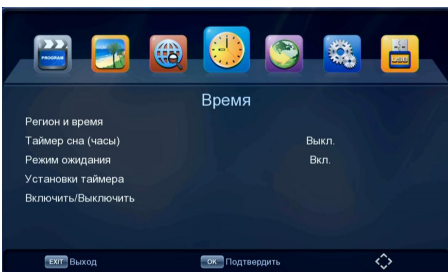 PROGRAM
USB
Время
Регион и время
Таймер сна (часы) Выкл.
Режим ожидания Вкл.
Установки таймера
Включить/Выключить
EXIT Выход OK Подтвердить